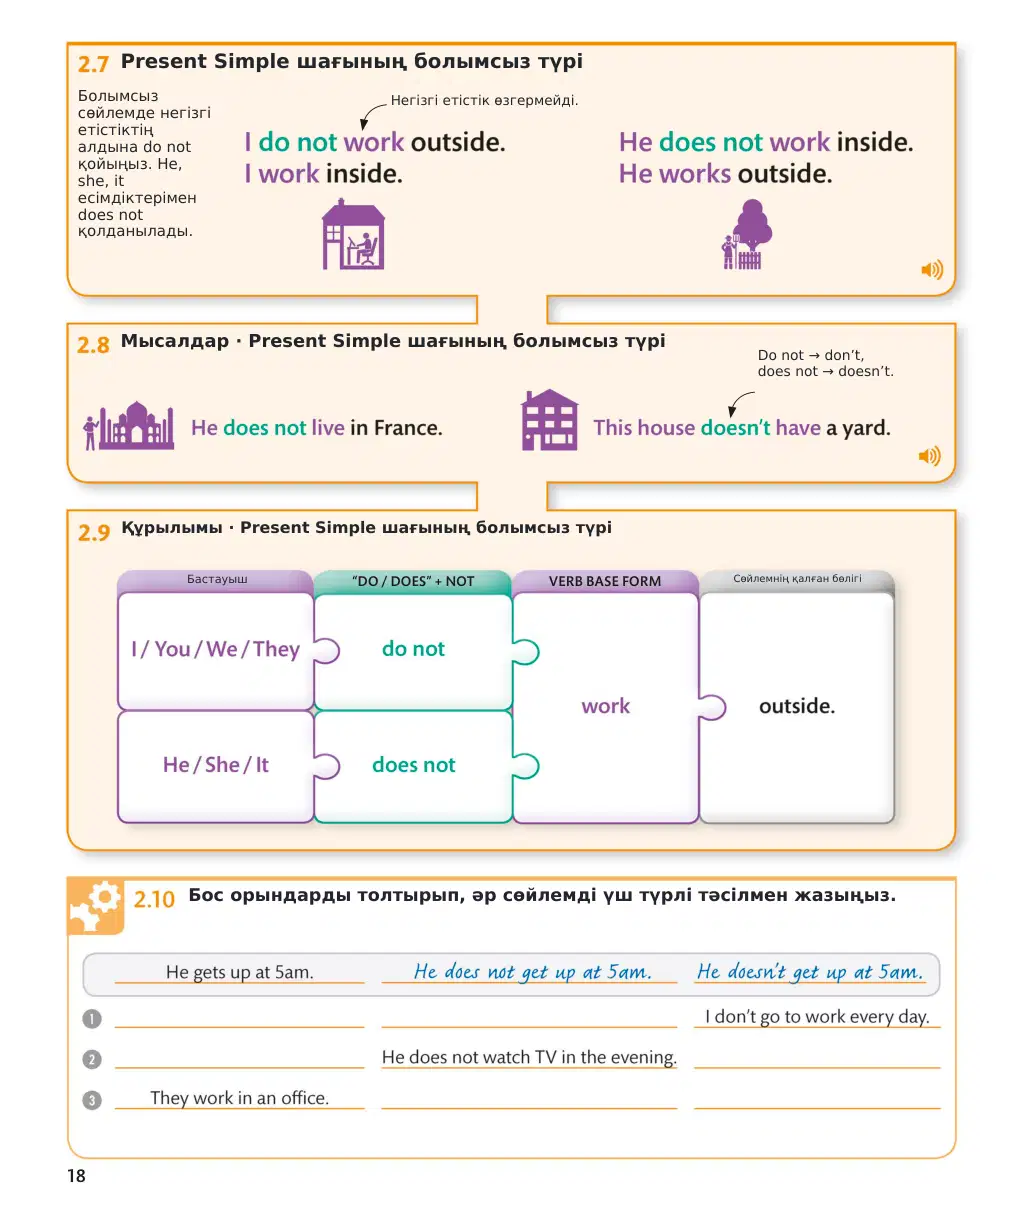 2.7 Present Simple шағының болымсыз түрі
Болымсыз
сөйлемде негізгі
етістіктің
алдына do not
қойыңыз. He,
she, it
есімдіктерімен
does not
қолданылады.
Негізгі етістік өзгермейді.
I do not work outside.
I work inside.
He does not work inside.
He works outside.
2.8 Мысалдар · Present Simple шағының болымсыз түрі
Do not → don’t,
does not → doesn’t.
He does not live in France.
This house doesn’t have a yard.
2.9 Құрылымы · Present Simple шағының болымсыз түрі
Бастауыш “DO / DOES” + NOT VERB BASE FORM Сөйлемнің қалған бөлігі
I / You / We / They do not
work outside.
He / She / It does not
2.10 Бос орындарды толтырып, әр сөйлемді үш түрлі тәсілмен жазыңыз.
He gets up at 5am. He does not get up at 5am. He doesn’t get up at 5am.
1 I don’t go to work every day.
2 He does not watch TV in the evening.
3 They work in an office.
18